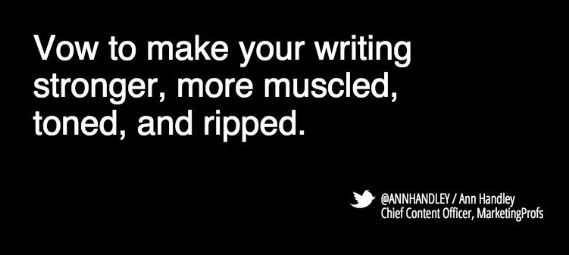 Vow to make your writing
stronger, more muscled,
toned, and ripped.
@ANNHANDLEY / Ann Handley
Chief Content Officer, MarketingProfs